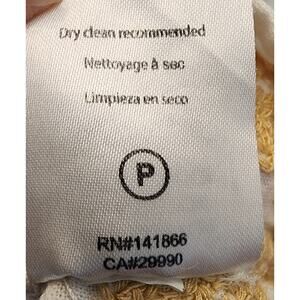 Dry clean recommended
Nettoyage à sec
Limpieza en seco
P
RN#141866
CA#29990